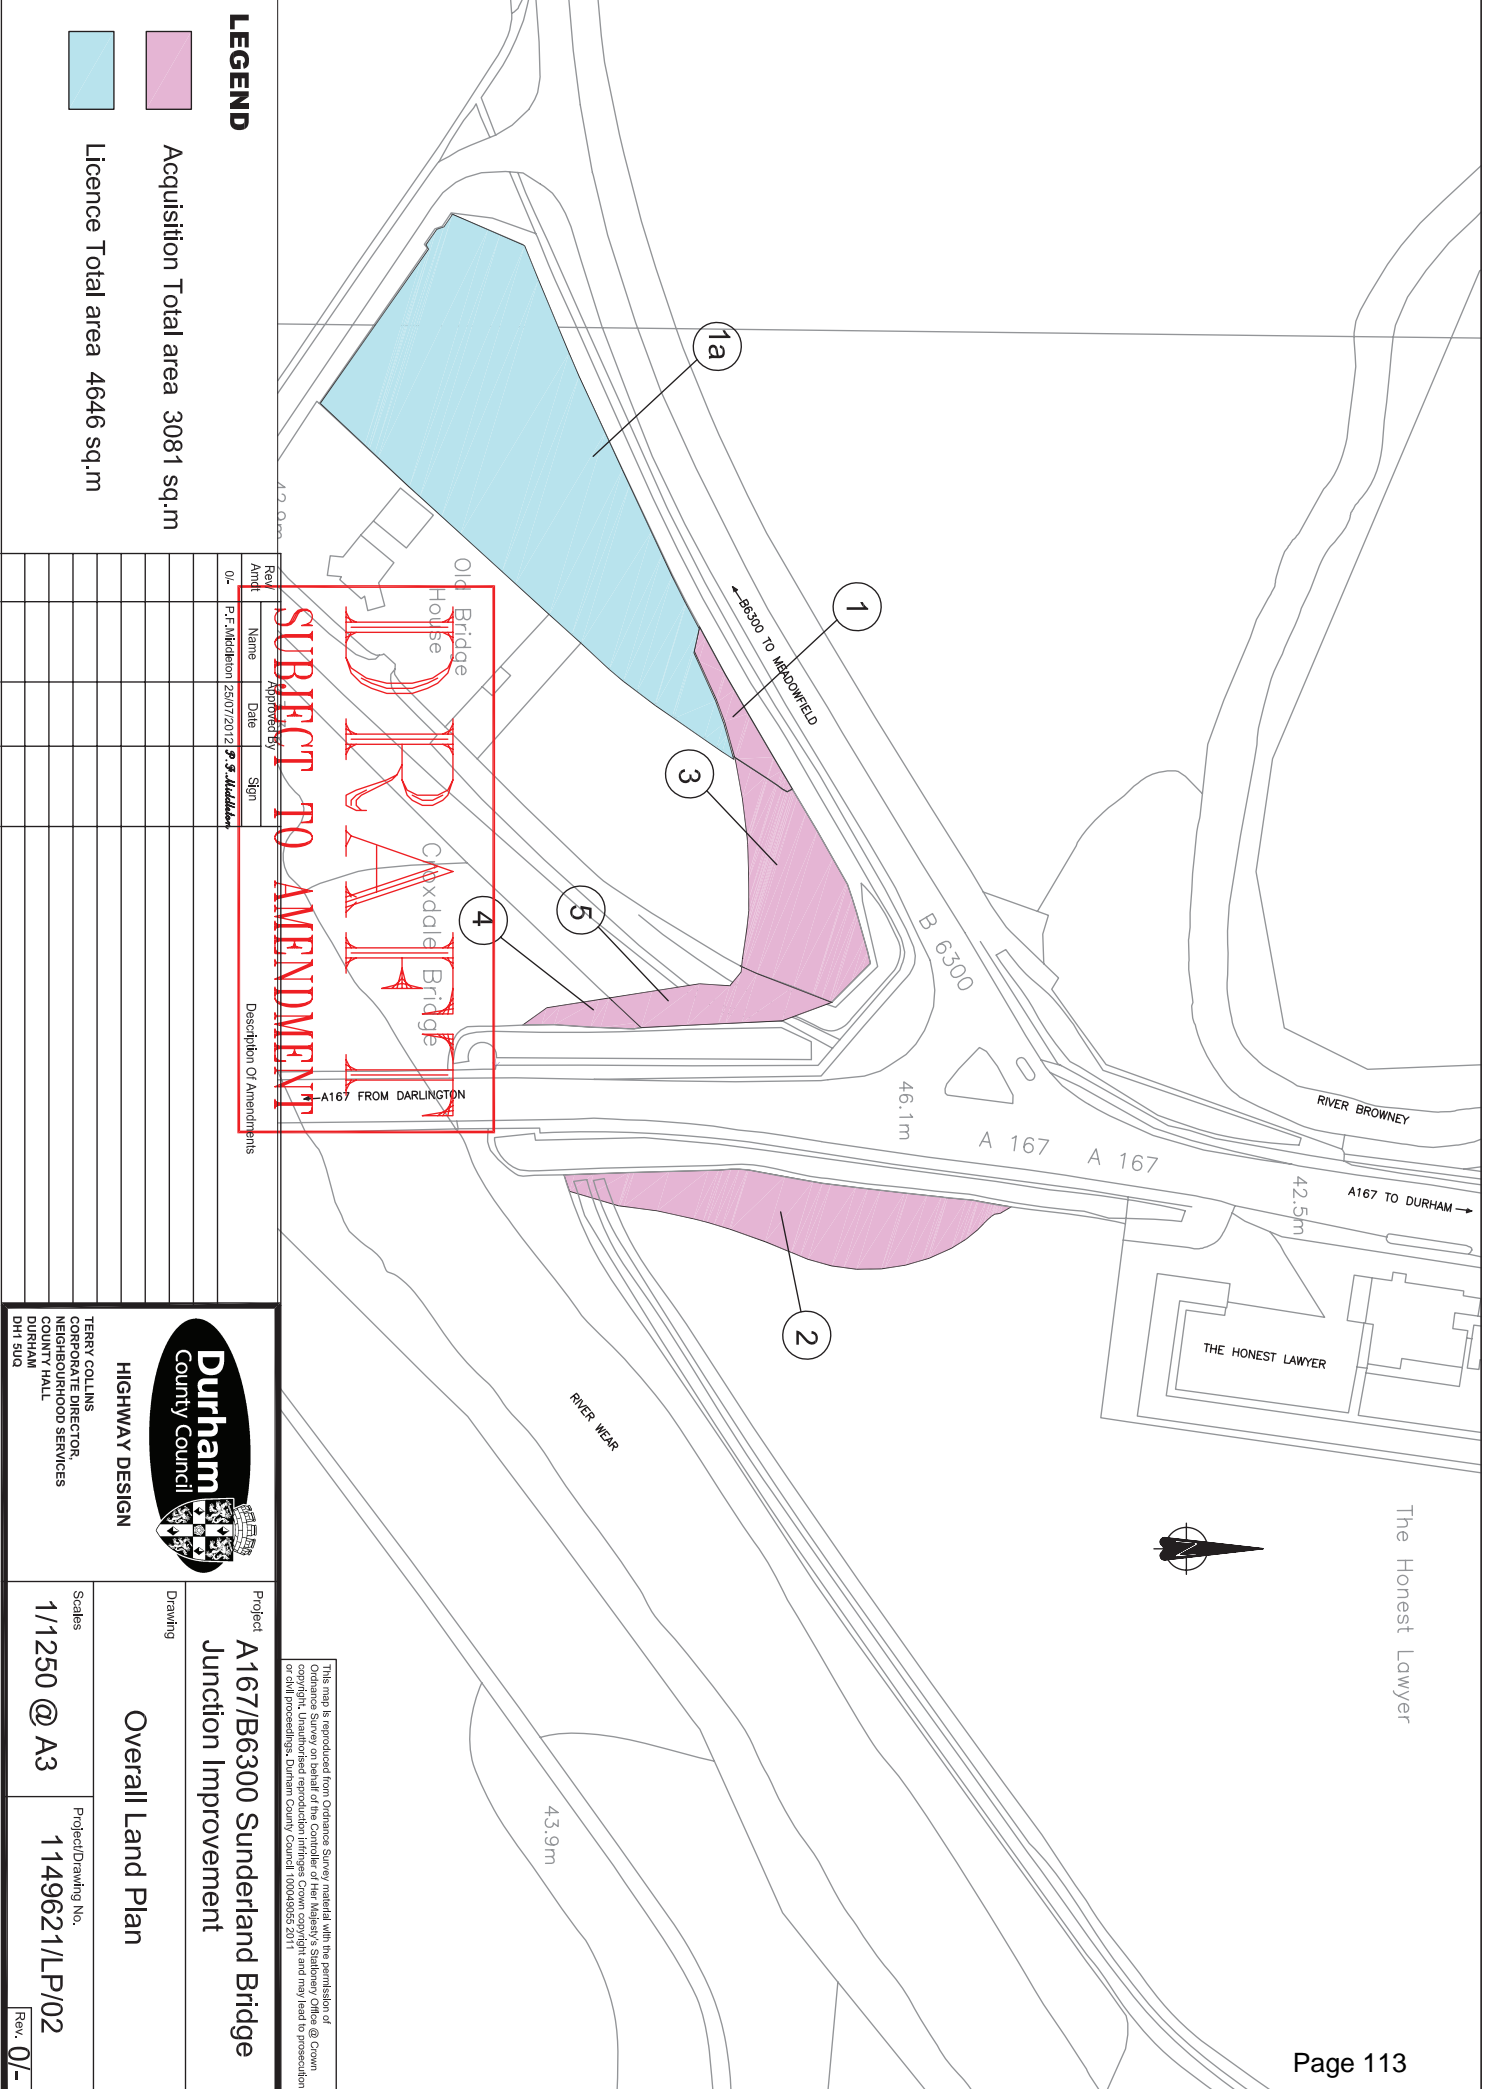 LEGEND
Acquisition Total area 3081 sq.m
Licence Total area 4646 sq.m
1a
1
3
5
4
2
B6300 TO MEADOWFIELD
B 6300
46.1m
A 167
A 167
42.5m
RIVER BROWNEY
A167 TO DURHAM
THE HONEST LAWYER
The Honest Lawyer
Old Bridge
House
Croxdale Bridge
A167 FROM DARLINGTON
RIVER WEAR
43.9m
N
DRAFT
SUBJECT TO AMENDMENT
Rev/
Amdt
Approved By
Name
Date
Sign
Description Of Amendments
0/-
P.F.Middleton
25/07/2012
P.F.Middleton
Durham
County Council
HIGHWAY DESIGN
TERRY COLLINS
CORPORATE DIRECTOR,
NEIGHBOURHOOD SERVICES
COUNTY HALL
DURHAM
DH1 5UQ
This map is reproduced from Ordnance Survey material with the permission of
Ordnance Survey on behalf of the Controller of Her Majesty's Stationery Office @ Crown
copyright. Unauthorised reproduction infringes Crown copyright and may lead to prosecution
or civil proceedings. Durham County Council 100049055 2011
Project
A167/B6300 Sunderland Bridge
Junction Improvement
Drawing
Overall Land Plan
Scales
1/1250 @ A3
Project/Drawing No.
1149621/LP/02
Rev. 0/-
Page 113